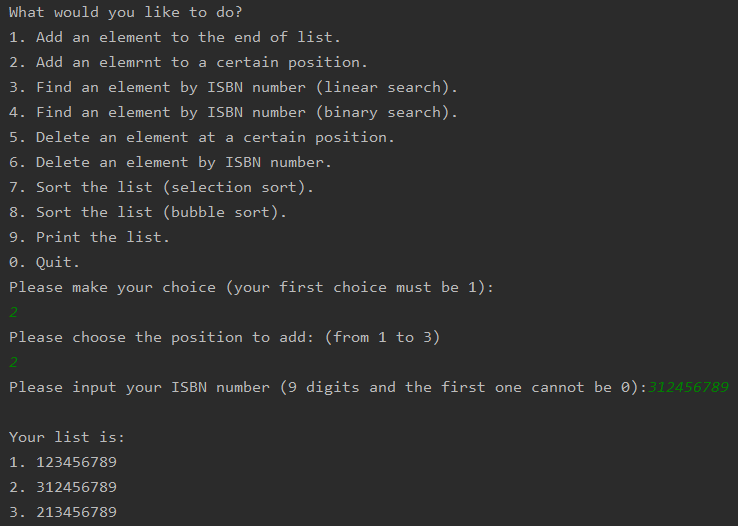 What would you like to do?
1. Add an element to the end of list.
2. Add an elemrnt to a certain position.
3. Find an element by ISBN number (linear search).
4. Find an element by ISBN number (binary search).
5. Delete an element at a certain position.
6. Delete an element by ISBN number.
7. Sort the list (selection sort).
8. Sort the list (bubble sort).
9. Print the list.
0. Quit.
Please make your choice (your first choice must be 1):
2
Please choose the position to add: (from 1 to 3)
2
Please input your ISBN number (9 digits and the first one cannot be 0):312456789
Your list is:
1. 123456789
2. 312456789
3. 213456789